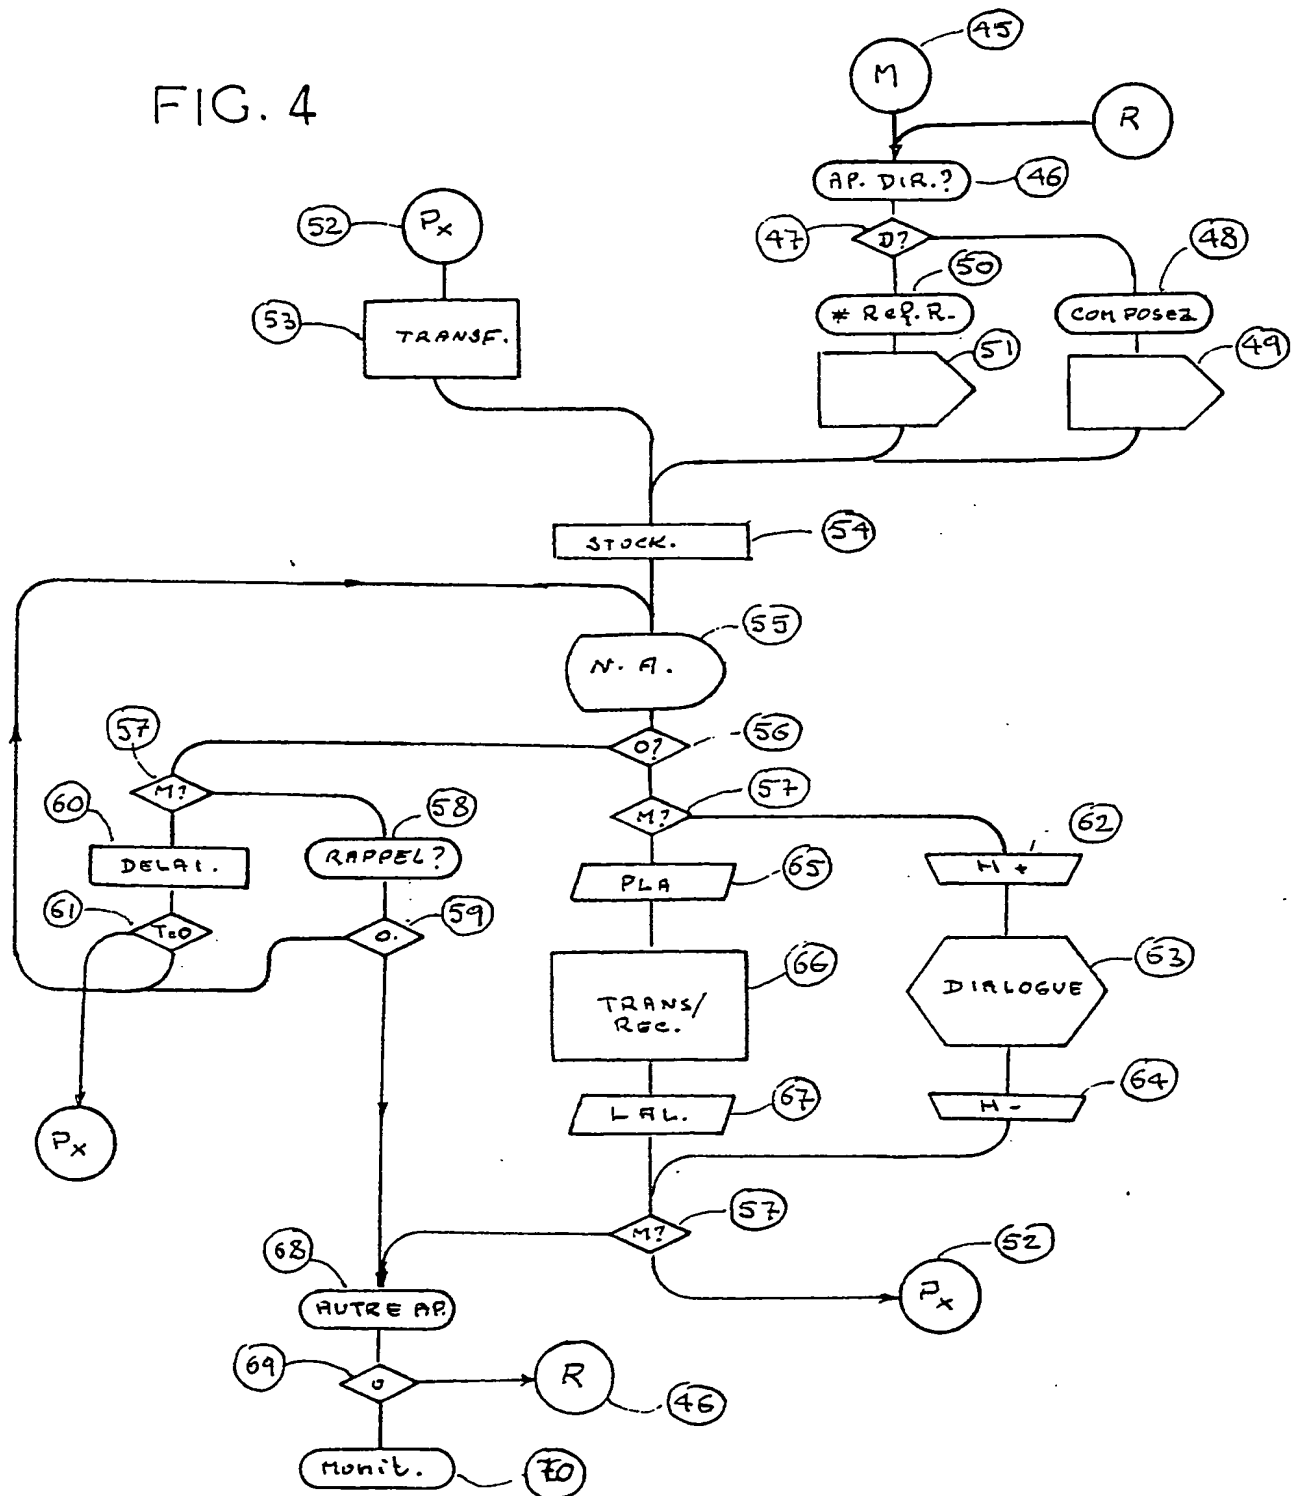 FIG. 4
45
M
R
AP. DIR.?
46
52
Px
47
D?
48
50
53
TRANSF.
* Ref. R.
COMPOSEZ
51
49
STOCK.
54
55
N. A.
57
O?
56
M?
60
58
M?
57
62
DELAI.
RAPPEL?
PLA
65
M +
61
T=0
O.
59
66
63
TRANS/
REC.
DIALOGUE
LAL.
67
M -
64
Px
57
M?
52
68
Px
AUTRE AP.
69
O
R
46
Monit.
70